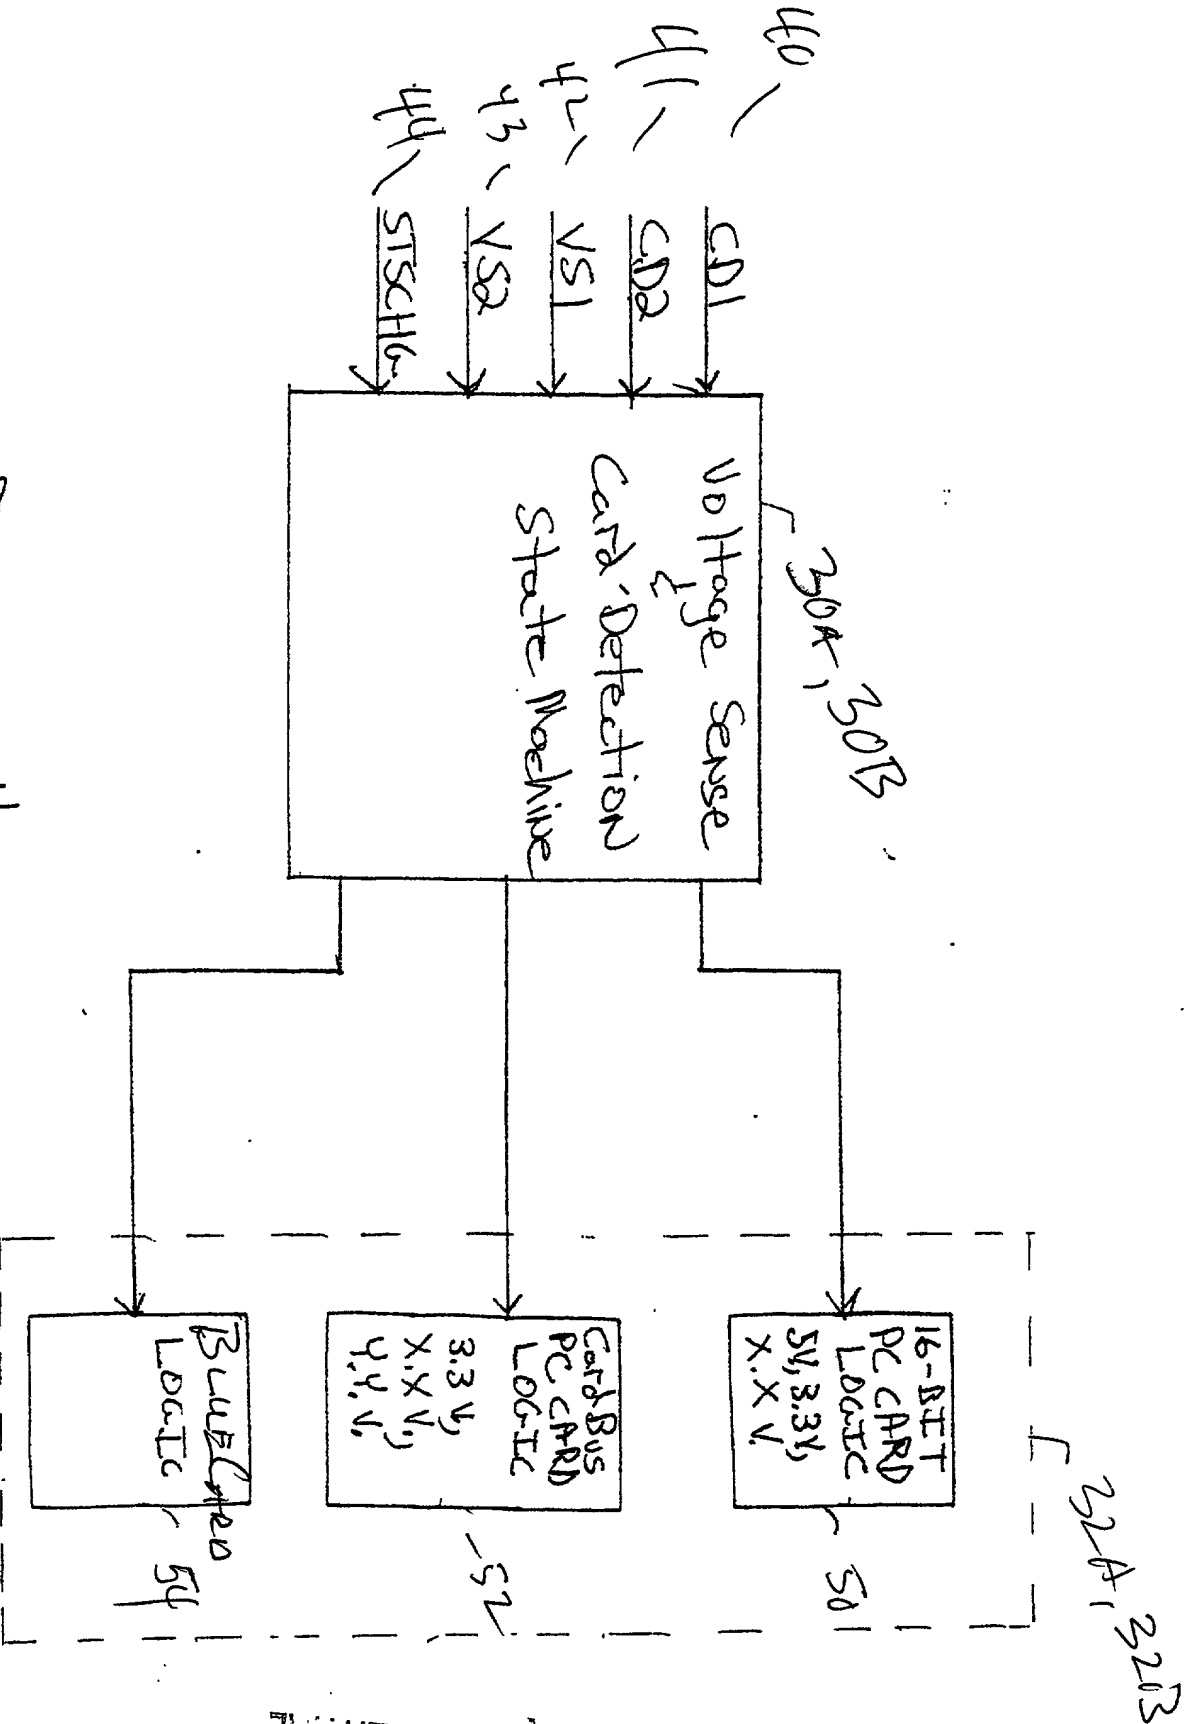 40
CD1
41
CD2
42
VS1
43
VS2
44
STSCHG
30A, 30B
Voltage Sense
&
Card-Detection
State Machine
32A, 32B
16-BIT
PC CARD
LOGIC
5V, 3.3V,
X.X V.
50
CardBus
PC CARD
LOGIC
3.3 V,
X.X V.,
Y.Y. V.
52
BLUECARD
LOGIC
54